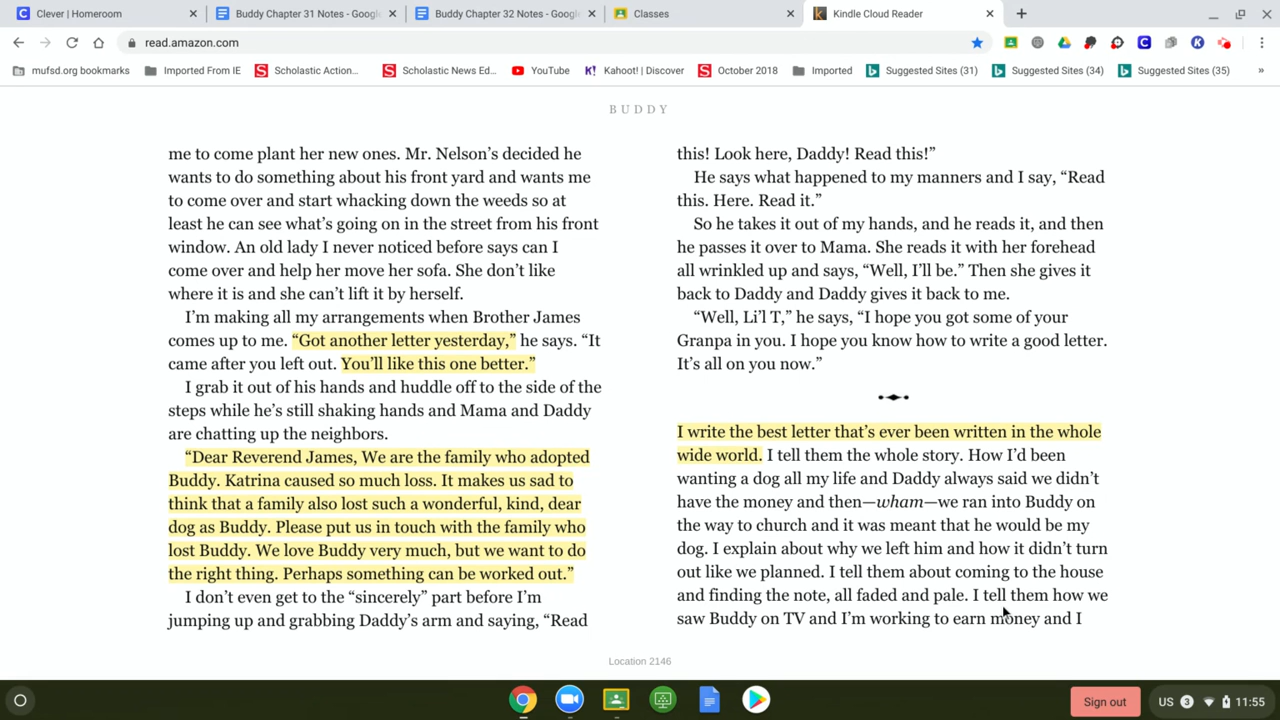 Clever | Homeroom
Buddy Chapter 31 Notes - Googl
Buddy Chapter 32 Notes - Googl
Classes
Kindle Cloud Reader
read.amazon.com
mufsd.org bookmarks
Imported From IE
Scholastic Action...
Scholastic News Ed...
YouTube
Kahoot! | Discover
October 2018
Imported
Suggested Sites (31)
Suggested Sites (34)
Suggested Sites (35)
»
BUDDY
me to come plant her new ones. Mr. Nelson’s decided he
wants to do something about his front yard and wants me
to come over and start whacking down the weeds so at
least he can see what’s going on in the street from his front
window. An old lady I never noticed before says can I
come over and help her move her sofa. She don’t like
where it is and she can’t lift it by herself.
I’m making all my arrangements when Brother James
comes up to me. “Got another letter yesterday,” he says. “It
came after you left out. You’ll like this one better.”
I grab it out of his hands and huddle off to the side of the
steps while he’s still shaking hands and Mama and Daddy
are chatting up the neighbors.
“Dear Reverend James, We are the family who adopted
Buddy. Katrina caused so much loss. It makes us sad to
think that a family also lost such a wonderful, kind, dear
dog as Buddy. Please put us in touch with the family who
lost Buddy. We love Buddy very much, but we want to do
the right thing. Perhaps something can be worked out.”
I don’t even get to the “sincerely” part before I’m
jumping up and grabbing Daddy’s arm and saying, “Read
this! Look here, Daddy! Read this!”
He says what happened to my manners and I say, “Read
this. Here. Read it.”
So he takes it out of my hands, and he reads it, and then
he passes it over to Mama. She reads it with her forehead
all wrinkled up and says, “Well, I’ll be.” Then she gives it
back to Daddy and Daddy gives it back to me.
“Well, Li’l T,” he says, “I hope you got some of your
Granpa in you. I hope you know how to write a good letter.
It’s all on you now.”
I write the best letter that’s ever been written in the whole
wide world. I tell them the whole story. How I’d been
wanting a dog all my life and Daddy always said we didn’t
have the money and then—wham—we ran into Buddy on
the way to church and it was meant that he would be my
dog. I explain about why we left him and how it didn’t turn
out like we planned. I tell them about coming to the house
and finding the note, all faded and pale. I tell them how we
saw Buddy on TV and I’m working to earn money and I
Location 2146
Sign out
US
3
11:55